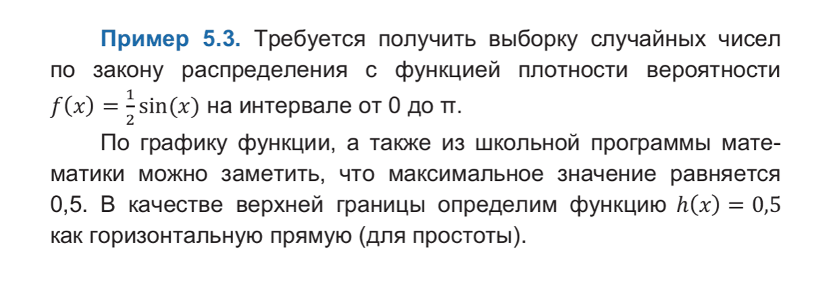 Пример 5.3. Требуется получить выборку случайных чисел
по закону распределения с функцией плотности вероятности
f(x) = 1/2 sin(x) на интервале от 0 до π.
По графику функции, а также из школьной программы мате-
матики можно заметить, что максимальное значение равняется
0,5. В качестве верхней границы определим функцию h(x) = 0,5
как горизонтальную прямую (для простоты).